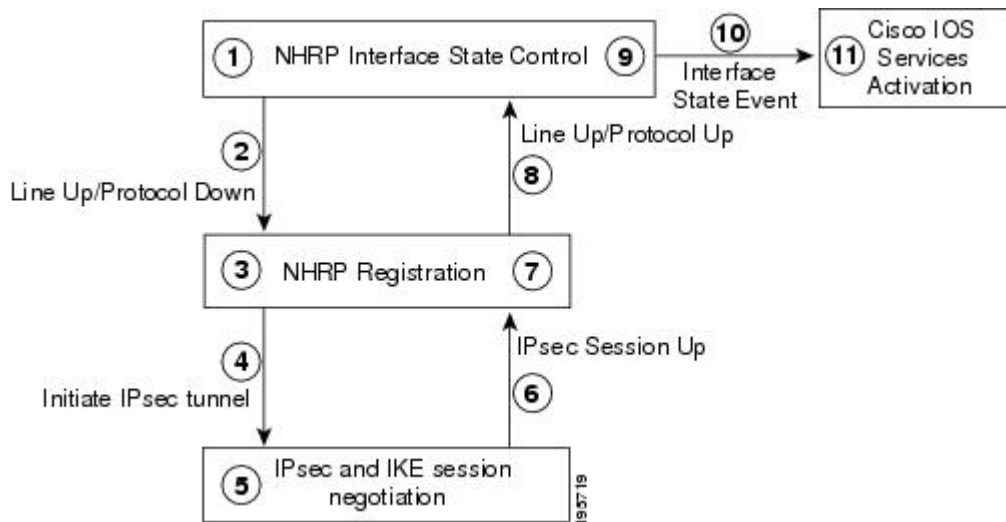 1
NHRP Interface State Control
9
10
Interface
State Event
11
Cisco IOS
Services
Activation
2
Line Up/Protocol Down
Line Up/Protocol Up
8
3
NHRP Registration
7
4
Initiate IPsec tunnel
IPsec Session Up
6
5
IPsec and IKE session
negotiation
195719